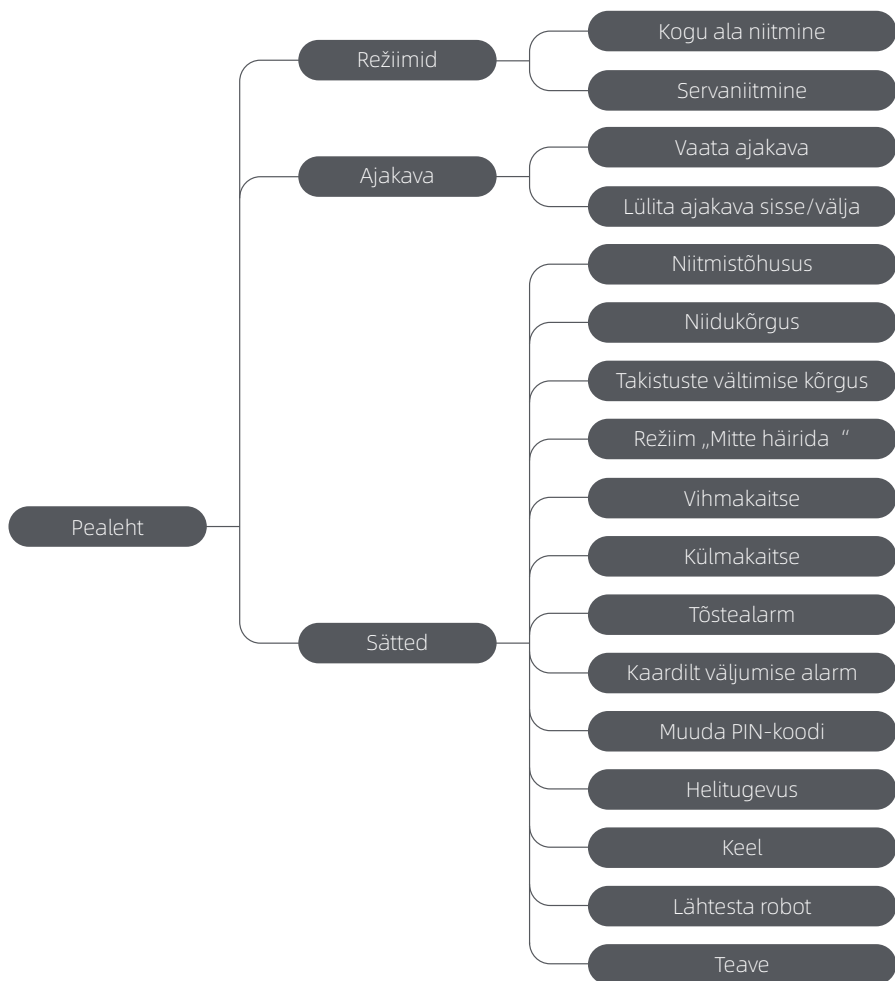 Pealeht
Režiimid
Kogu ala niitmine
Servaniitmine
Ajakava
Vaata ajakava
Lülita ajakava sisse/välja
Sätted
Niitmistõhusus
Niidukõrgus
Takistuste vältimise kõrgus
Režiim „Mitte häirida “
Vihmakaitse
Külmakaitse
Tõstealarm
Kaardilt väljumise alarm
Muuda PIN-koodi
Helitugevus
Keel
Lähtesta robot
Teave